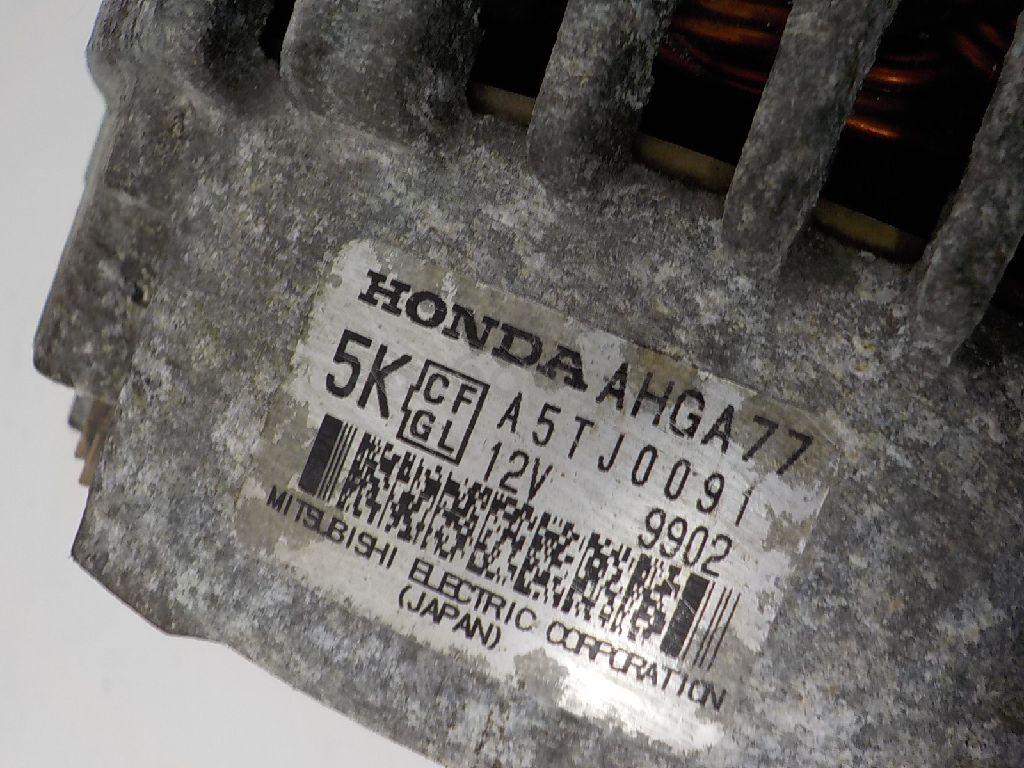 HONDA AHGA77
5K CF GL A5TJ0091
12V 9902
MITSUBISHI ELECTRIC CORPORATION
(JAPAN)